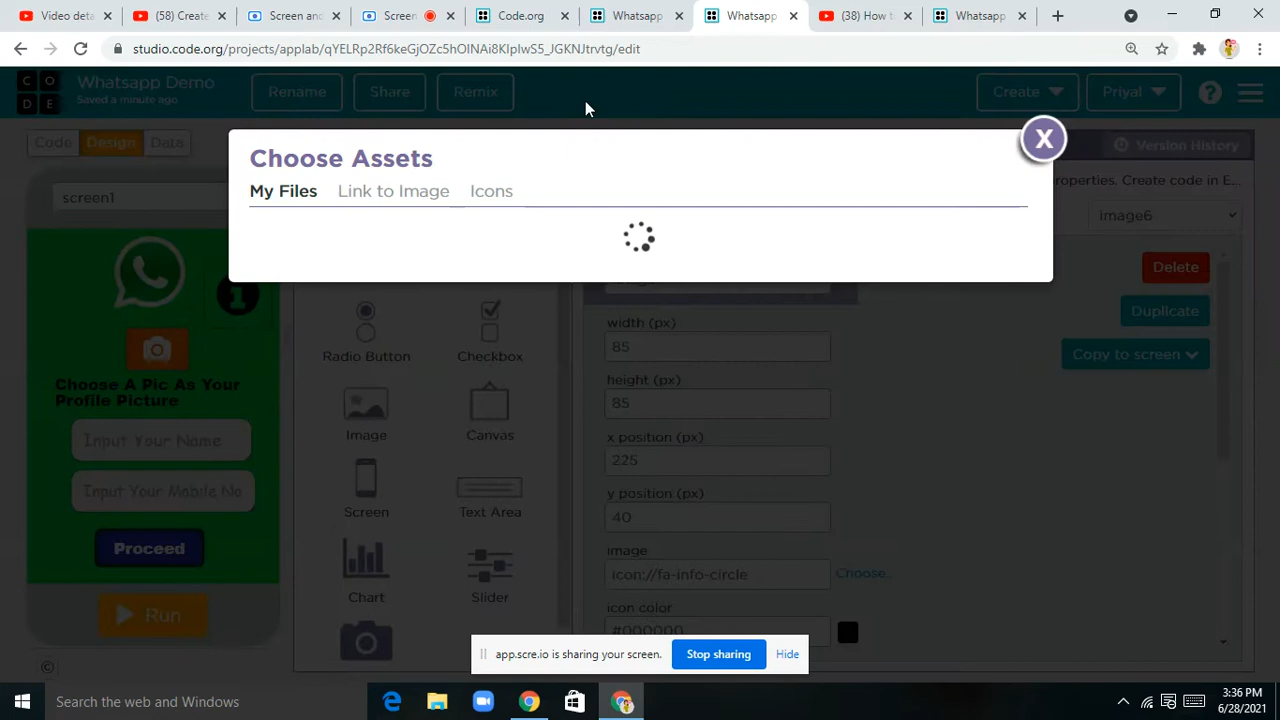 Video deta
(58) Create
Screen and
Screen
Code.org
Whatsapp
Whatsapp
(38) How t
Whatsapp
studio.code.org/projects/applab/qYELRp2Rf6keGjOZc5hOINAi8KIpIwS5_JGKNJtrvtg/edit
C O
D E
Whatsapp Demo
Saved a minute ago.
Rename
Share
Remix
Create
Priyal
?
Code
Design
Data
Version History
Choose Assets
X
My Files
Link to Image
Icons
screen1
properties. Create code in E...
image6
Delete
Duplicate
Copy to screen
Choose A Pic As Your
Profile Picture
Input Your Name
Input Your Mobile No
Proceed
Run
Radio Button
Checkbox
Image
Canvas
Screen
Text Area
Chart
Slider
width (px)
85
height (px)
85
x position (px)
225
y position (px)
40
image
icon://fa-info-circle
Choose...
icon color
#000000
app.scre.io is sharing your screen.
Stop sharing
Hide
©
Search the web and Windows
3:36 PM
6/28/2021